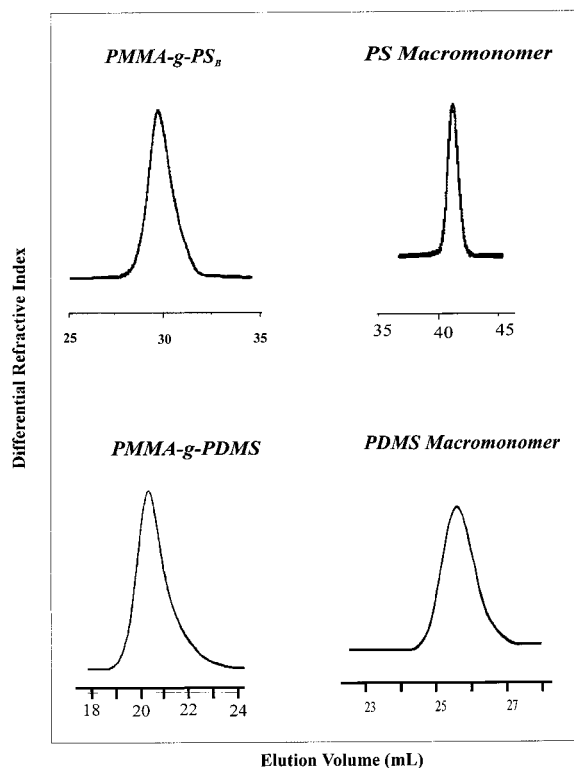 PMMA-g-PS_B
PS Macromonomer
25 30 35
35 40 45
PMMA-g-PDMS
PDMS Macromonomer
18 20 22 24
23 25 27
Differential Refractive Index
Elution Volume (mL)